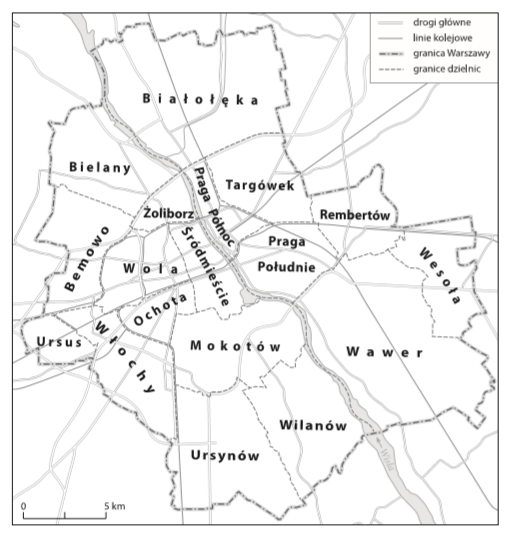 drogi główne
linie kolejowe
granica Warszawy
granice dzielnic
Białołęka
Bielany
Targówek
Praga Północ
Żoliborz
Rembertów
Bemowo
Śródmieście
Praga
Południe
Wola
Wesoła
Ochota
Włochy
Ursus
Mokotów
Wawer
Wilanów
Ursynów
Wisła
0 5 km